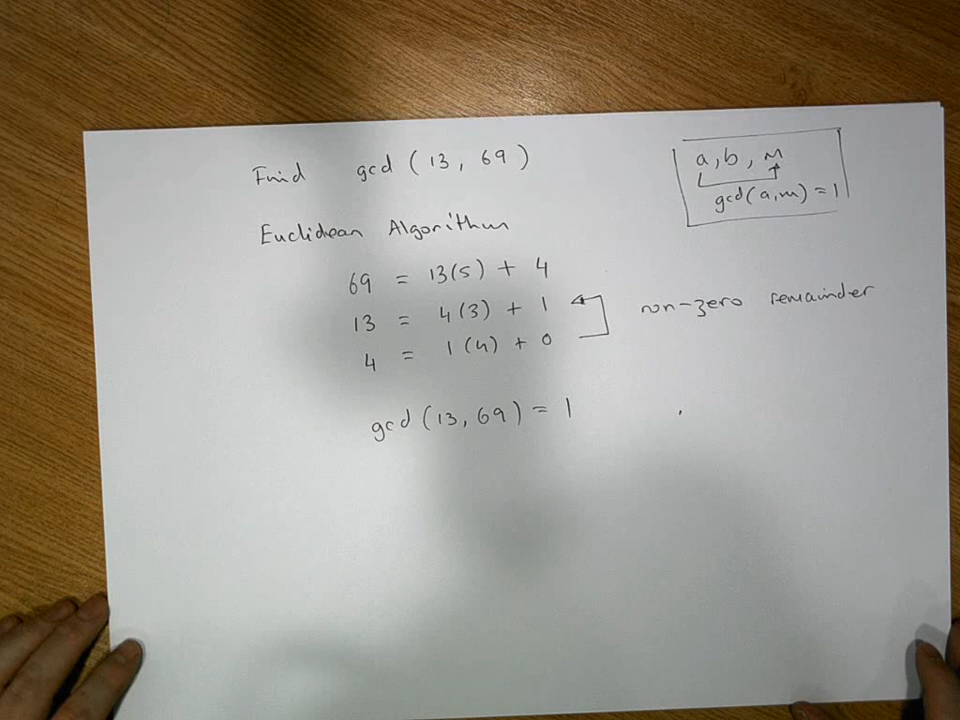 Find gcd (13, 69)
a, b, m
gcd(a,m) = 1
Euclidean Algorithm
69 = 13(5) + 4
13 = 4(3) + 1
non-zero remainder
4 = 1(4) + 0
gcd (13, 69) = 1